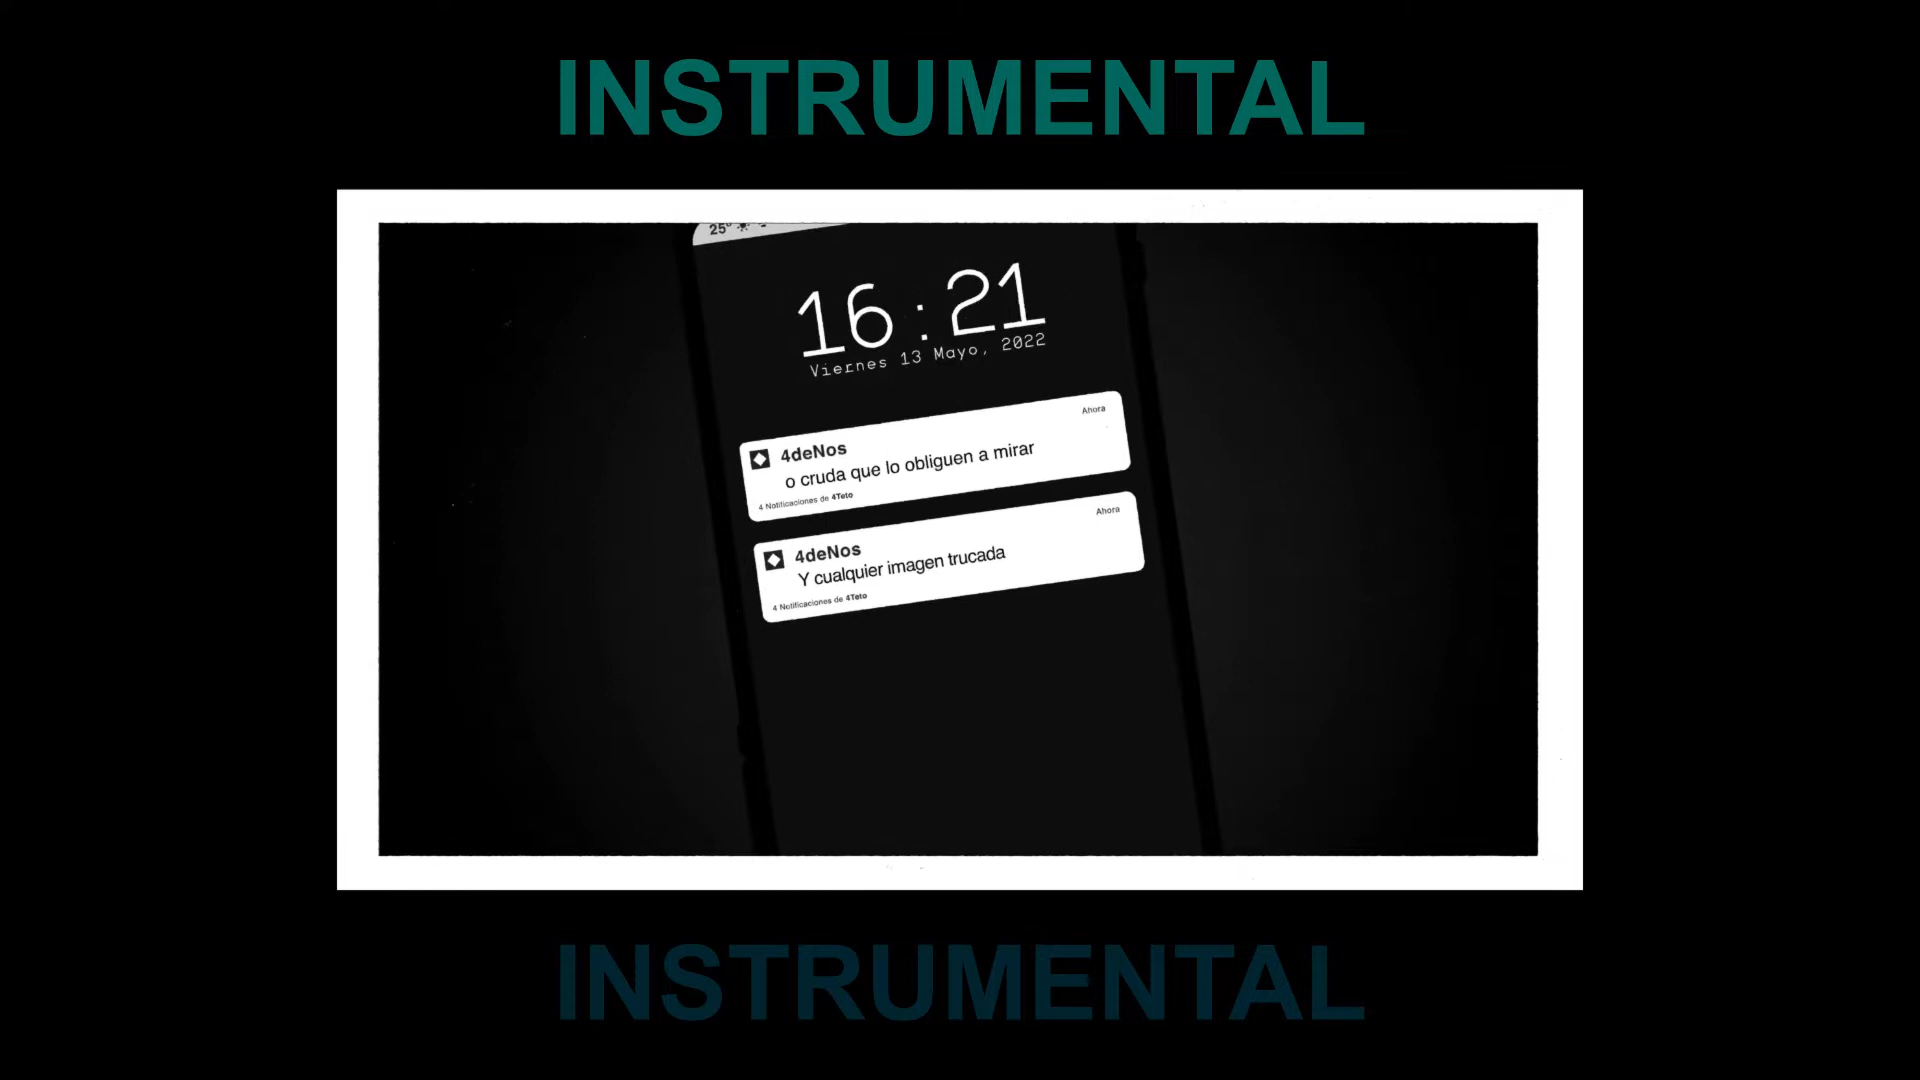 INSTRUMENTAL
25°
16:21
Viernes 13 Mayo, 2022
Ahora
4deNos
o cruda que lo obliguen a mirar
4 Notificaciones de 4Teto
Ahora
4deNos
Y cualquier imagen trucada
4 Notificaciones de 4Teto
INSTRUMENTAL